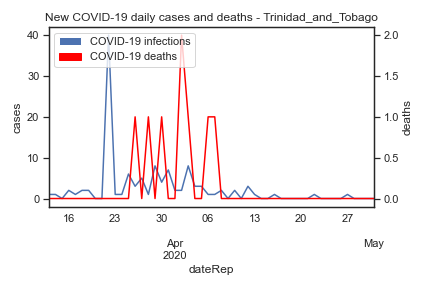 New COVID-19 daily cases and deaths - Trinidad_and_Tobago
COVID-19 infections
COVID-19 deaths
40
30
20
10
0
cases
2.0
1.5
1.0
0.5
0.0
deaths
16 23 30 06 13 20 27
Apr May
2020
dateRep